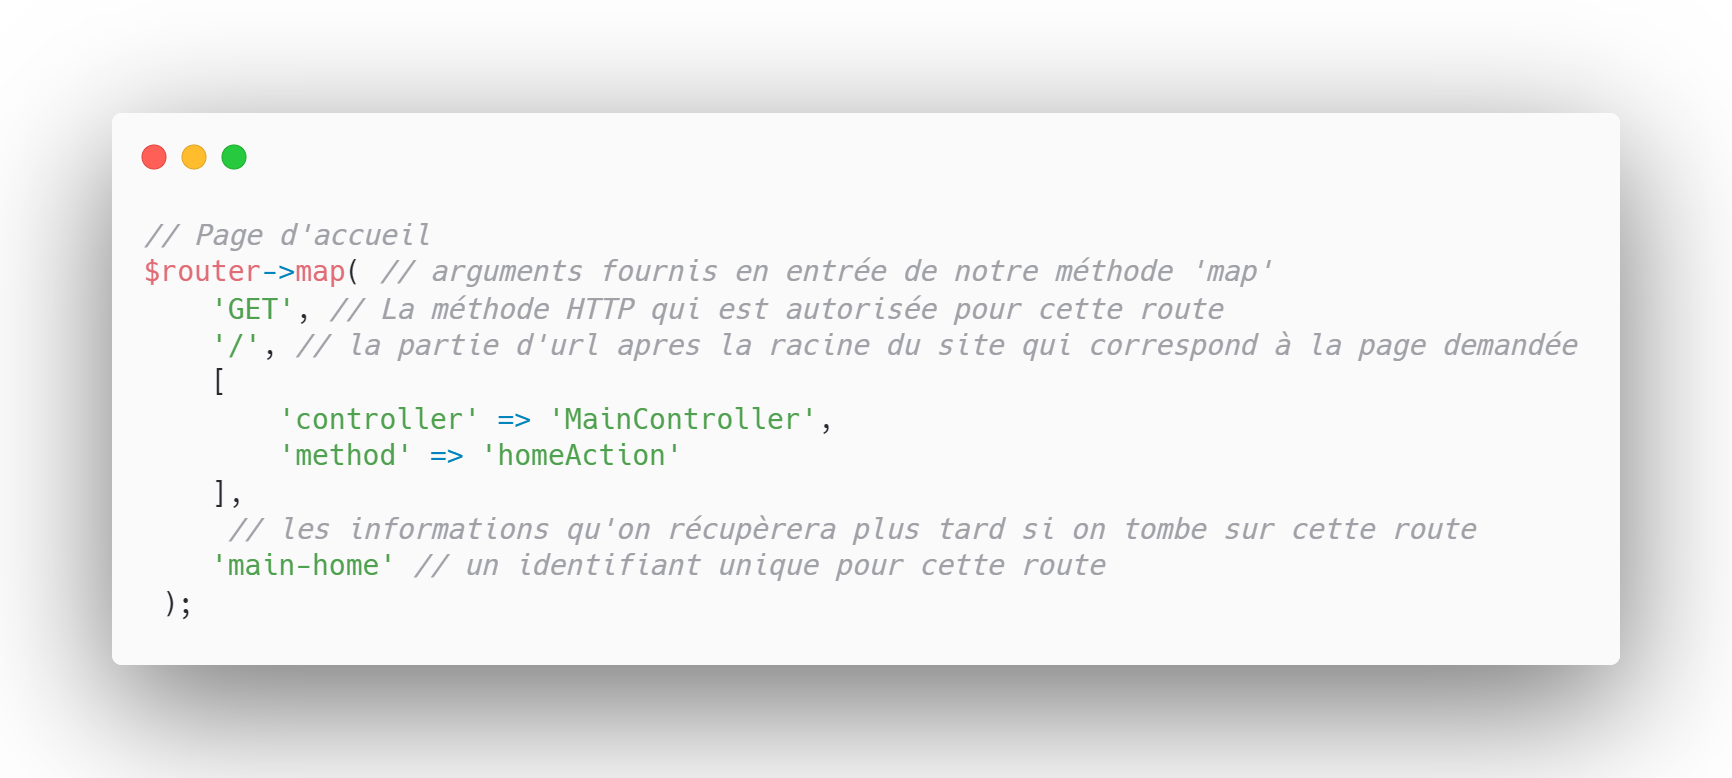 // Page d'accueil
$router->map( // arguments fournis en entrée de notre méthode 'map'
    'GET', // La méthode HTTP qui est autorisée pour cette route
    '/', // la partie d'url apres la racine du site qui correspond à la page demandée
    [
        'controller' => 'MainController',
        'method' => 'homeAction'
    ],
     // les informations qu'on récupèrera plus tard si on tombe sur cette route
    'main-home' // un identifiant unique pour cette route
 );